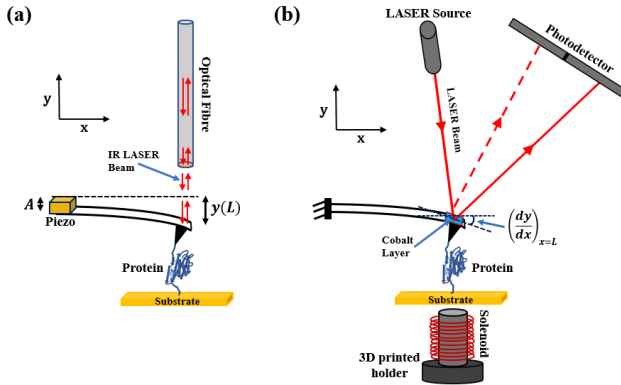 (a)
y
x
Optical Fibre
IR LASER
Beam
A
Piezo
y(L)
Protein
Substrate
(b)
LASER Source
Photodetector
y
x
LASER Beam
(dy/dx)x=L
Cobalt
Layer
Protein
Substrate
Solenoid
3D printed
holder